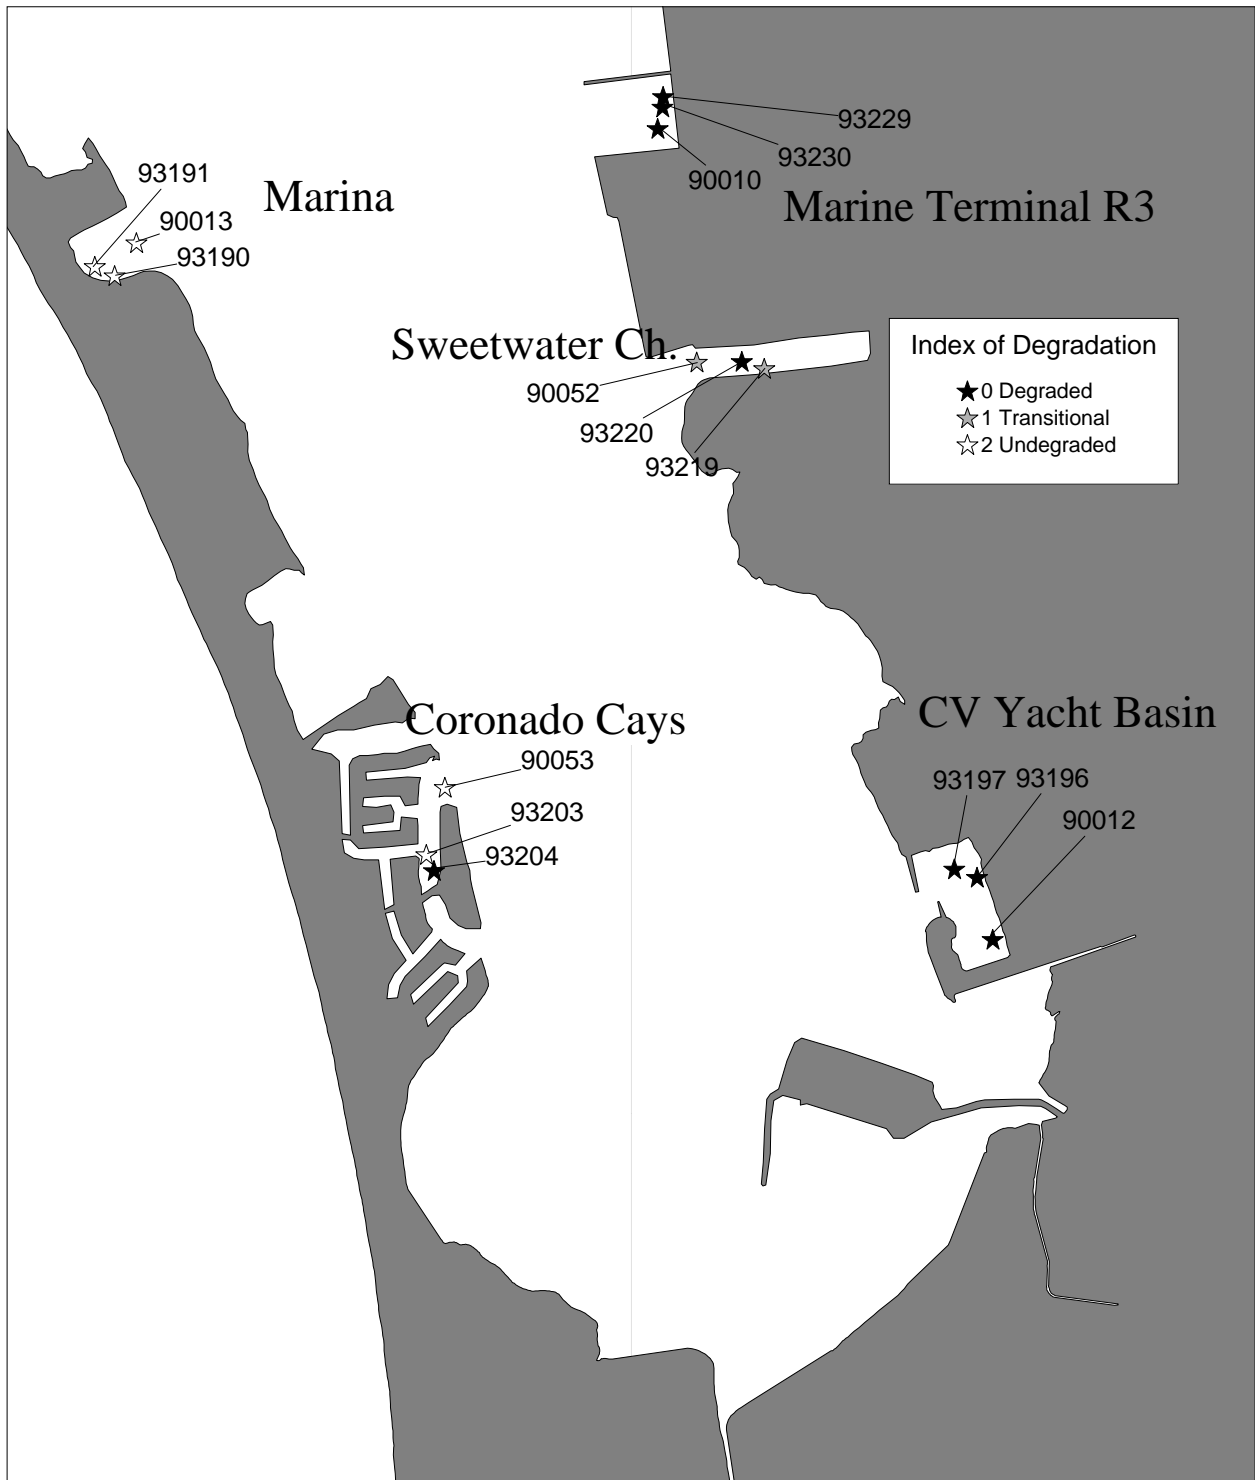 93229
93230
90010
Marine Terminal R3
93191
Marina
90013
93190
Sweetwater Ch.
90052
93220
93219
Index of Degradation
0 Degraded
1 Transitional
2 Undegraded
Coronado Cays
90053
93203
93204
CV Yacht Basin
93197
93196
90012